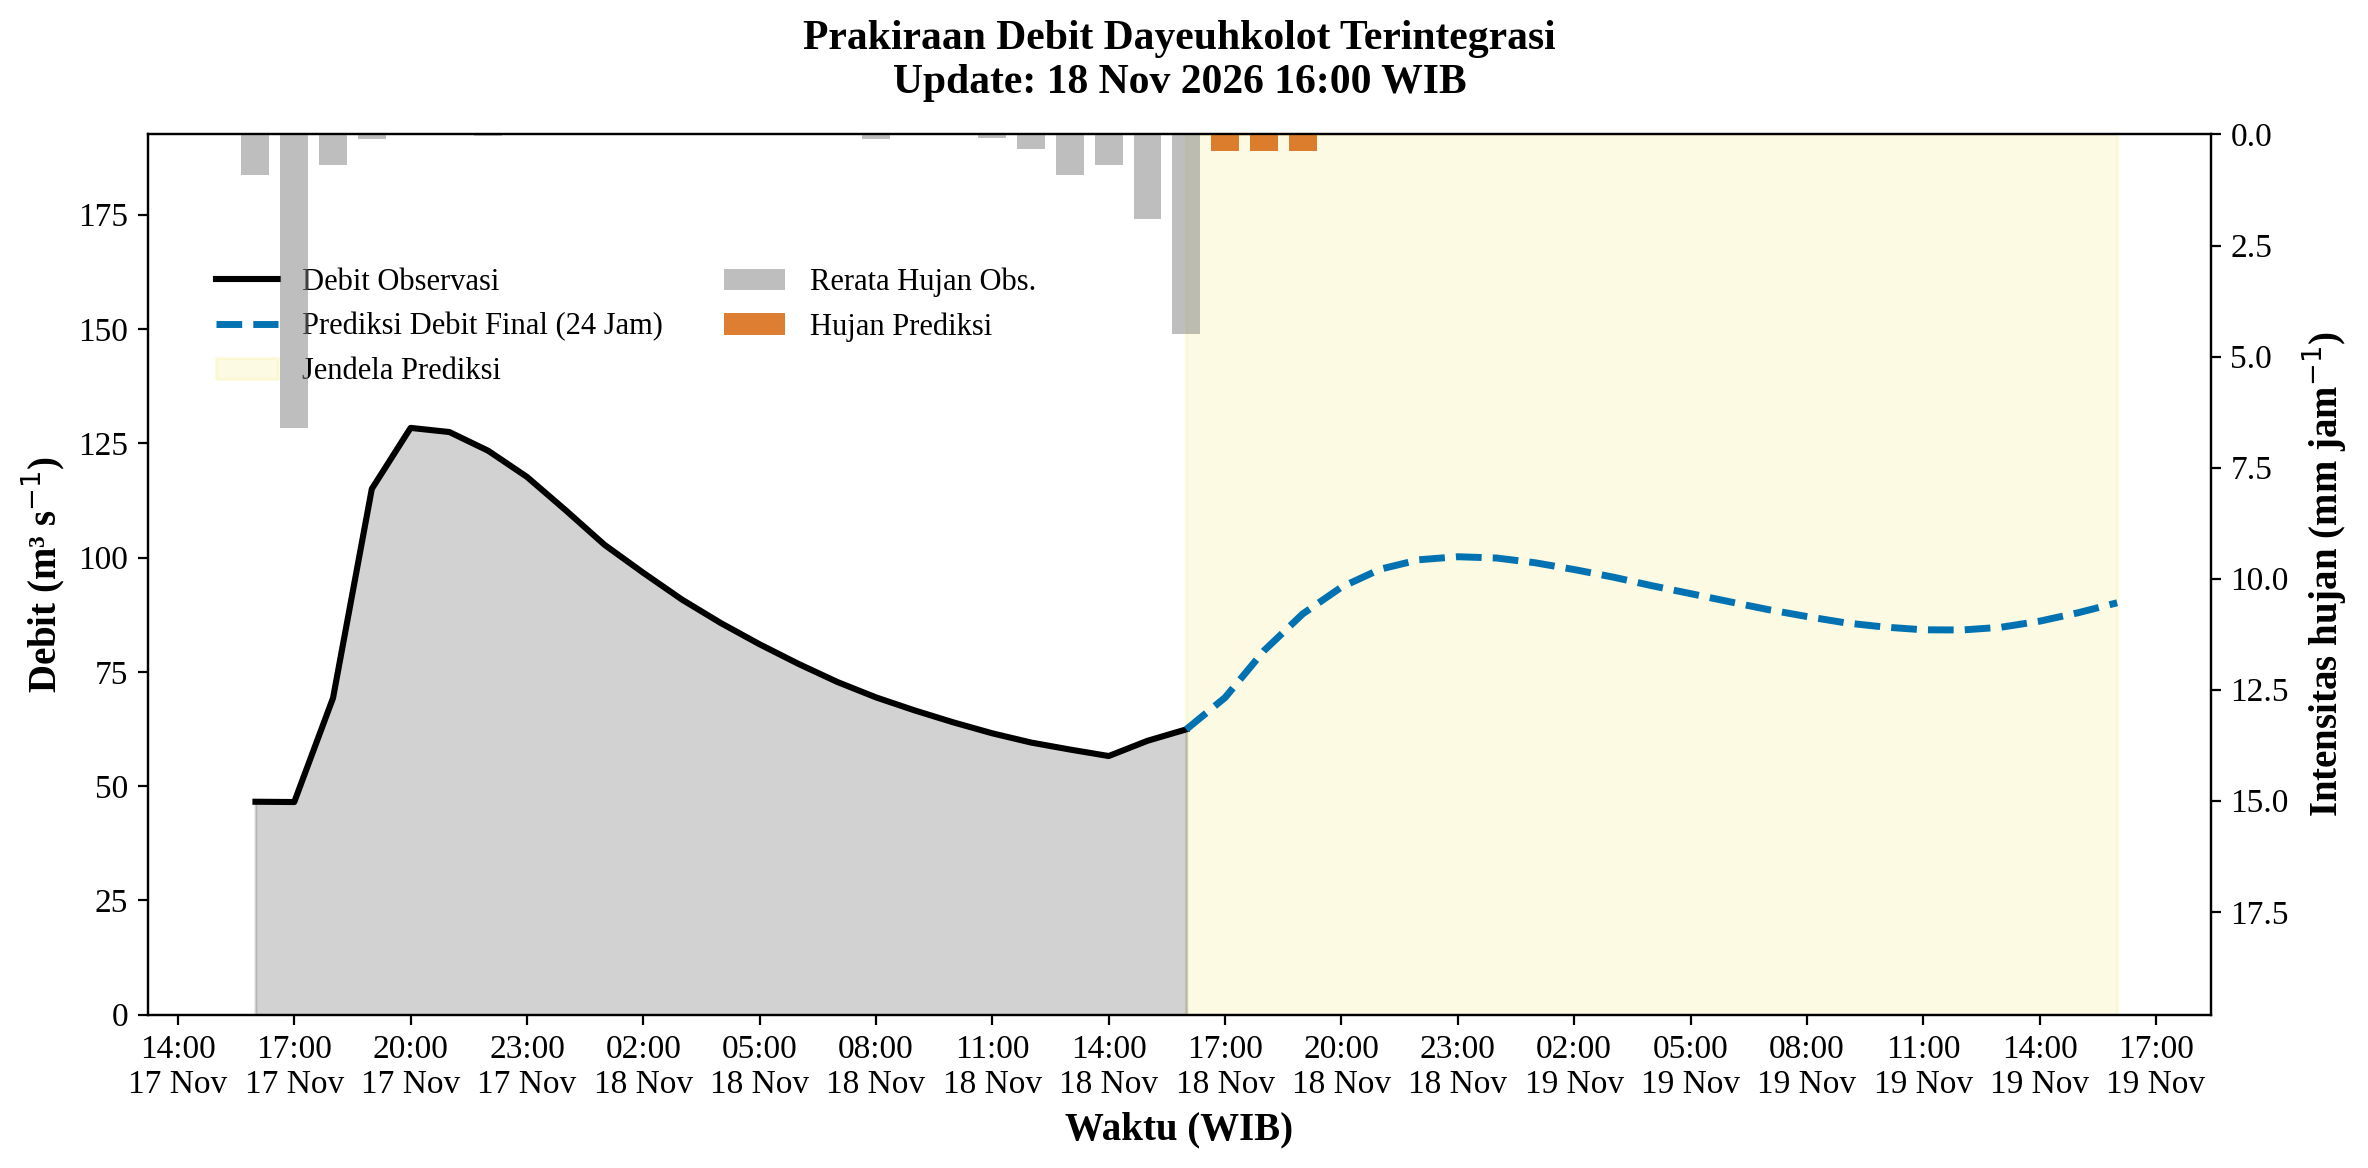 Prakiraan Debit Dayeuhkolot Terintegrasi
Update: 18 Nov 2026 16:00 WIB
Debit (m³ s⁻¹)
175
150
125
100
75
50
25
0
Debit Observasi
Prediksi Debit Final (24 Jam)
Jendela Prediksi
Rerata Hujan Obs.
Hujan Prediksi
0.0
2.5
5.0
7.5
10.0
12.5
15.0
17.5
Intensitas hujan (mm jam⁻¹)
14:00 17:00 20:00 23:00 02:00 05:00 08:00 11:00 14:00 17:00 20:00 23:00 02:00 05:00 08:00 11:00 14:00 17:00
17 Nov 17 Nov 17 Nov 17 Nov 18 Nov 18 Nov 18 Nov 18 Nov 18 Nov 18 Nov 18 Nov 18 Nov 19 Nov 19 Nov 19 Nov 19 Nov 19 Nov 19 Nov
Waktu (WIB)